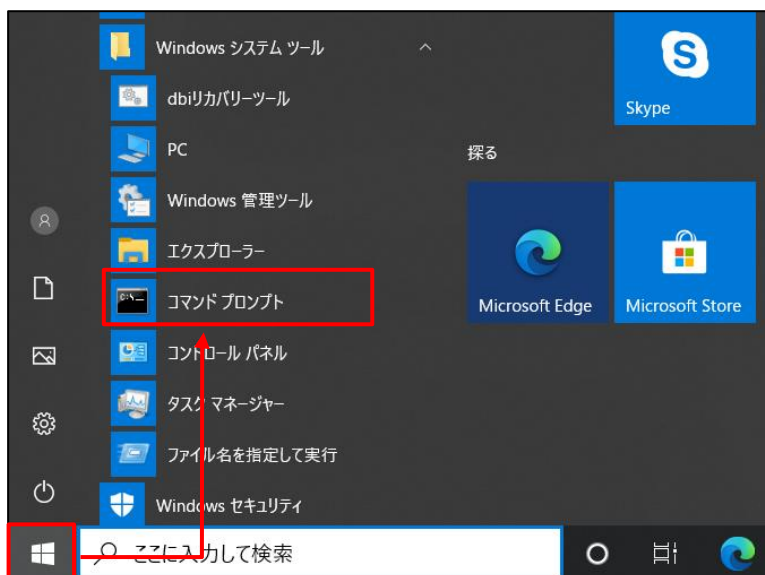 Windows システム ツール
dbiリカバリーツール
PC
Windows 管理ツール
エクスプローラー
コマンド プロンプト
コントロール パネル
タスク マネージャー
ファイル名を指定して実行
Windows セキュリティ
Skype
探る
Microsoft Edge
Microsoft Store
ここに入力して検索